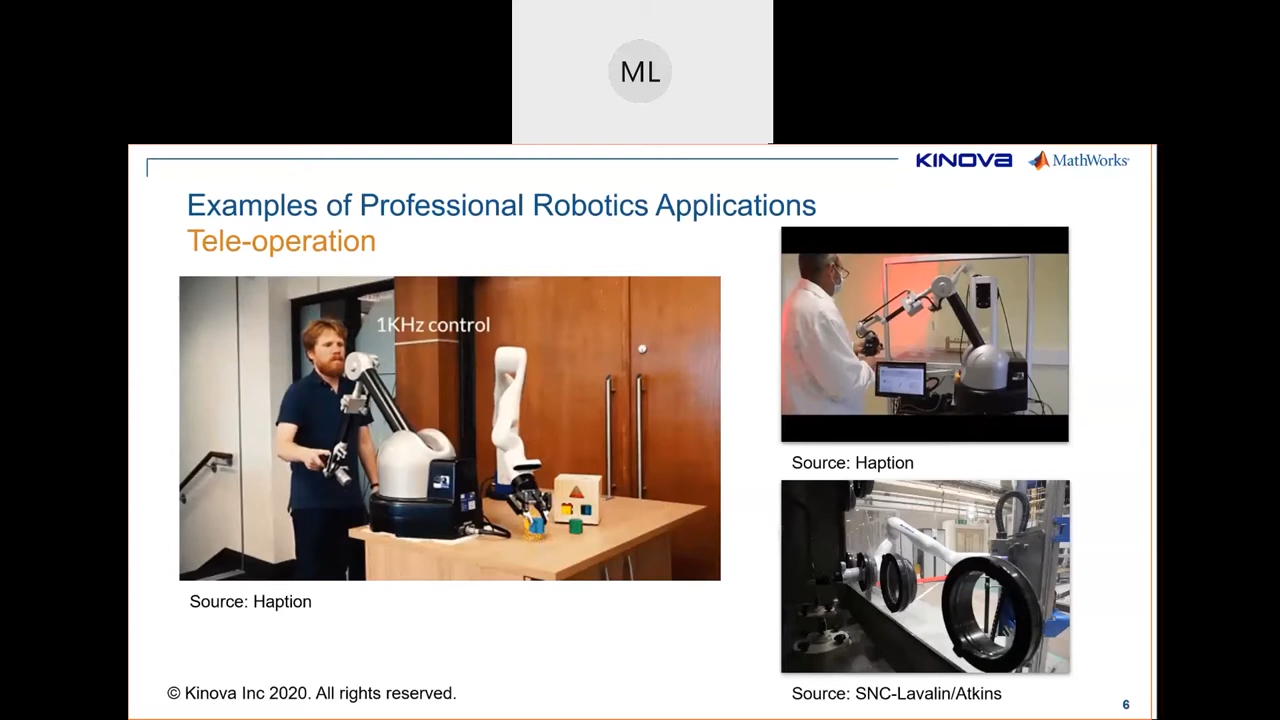 ML
KINOVA MathWorks
Examples of Professional Robotics Applications
Tele-operation
1KHz control
Source: Haption
Source: Haption
Source: SNC-Lavalin/Atkins
© Kinova Inc 2020. All rights reserved.
6